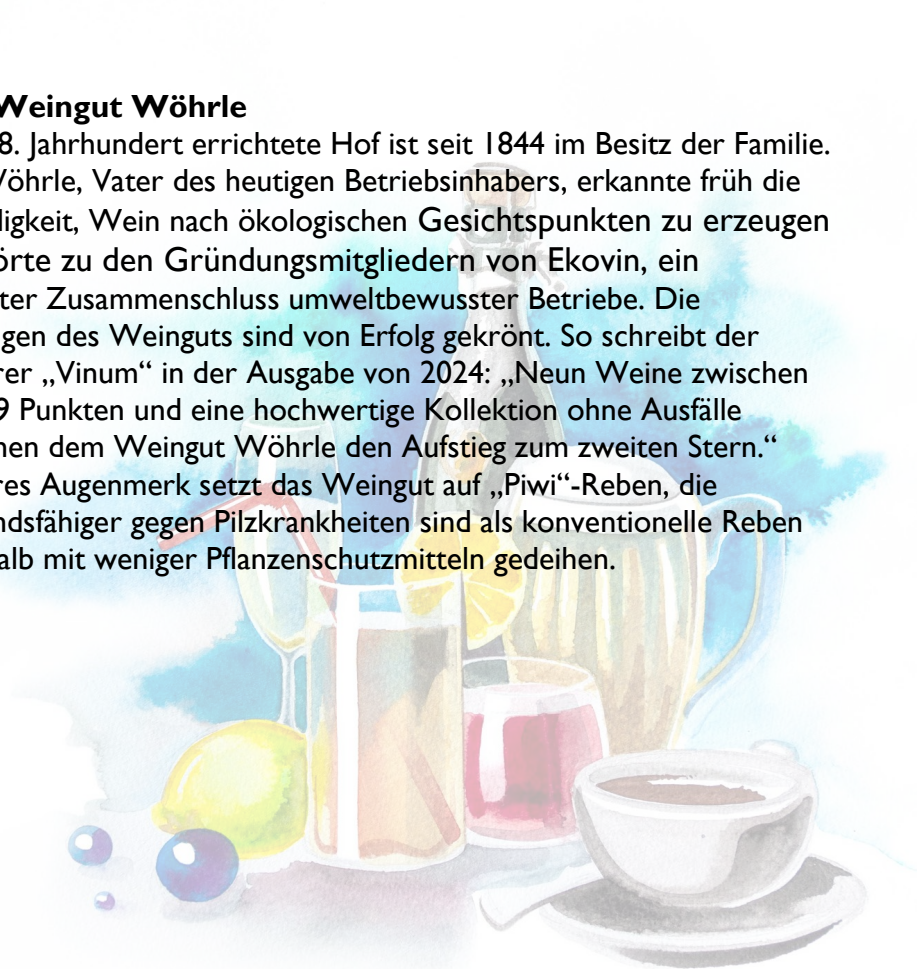 Weingut Wöhrle
8. Jahrhundert errichtete Hof ist seit 1844 im Besitz der Familie.
Wöhrle, Vater des heutigen Betriebsinhabers, erkannte früh die
ligkeit, Wein nach ökologischen Gesichtspunkten zu erzeugen
örte zu den Gründungsmitgliedern von Ekovin, ein
ter Zusammenschluss umweltbewusster Betriebe. Die
gen des Weinguts sind von Erfolg gekrönt. So schreibt der
rer „Vinum“ in der Ausgabe von 2024: „Neun Weine zwischen
9 Punkten und eine hochwertige Kollektion ohne Ausfälle
nen dem Weingut Wöhrle den Aufstieg zum zweiten Stern.“
res Augenmerk setzt das Weingut auf „Piwi“-Reben, die
ndsfähiger gegen Pilzkrankheiten sind als konventionelle Reben
alb mit weniger Pflanzenschutzmitteln gedeihen.